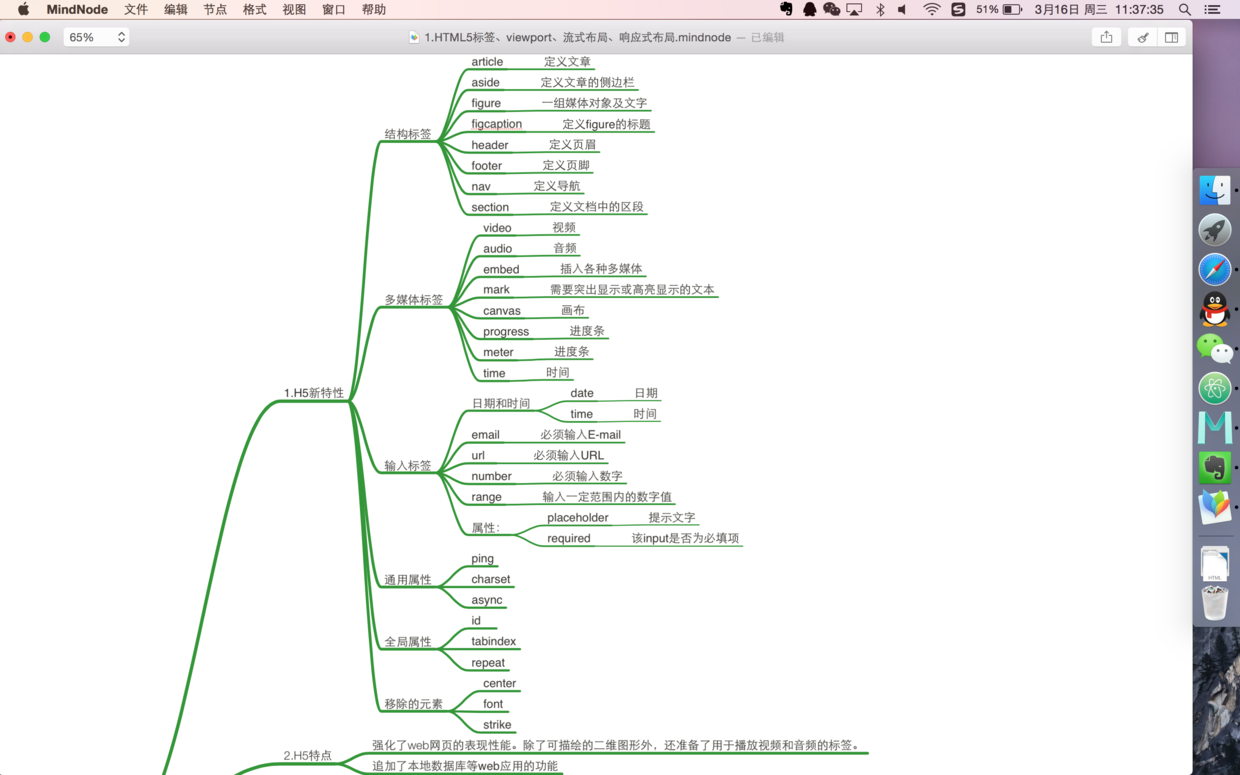 MindNode 文件 编辑 节点 格式 视图 窗口 帮助 51% 3月16日 周三 11:37:35
65% 1.HTML5标签、viewport、流式布局、响应式布局.mindnode — 已编辑
article 定义文章
aside 定义文章的侧边栏
figure 一组媒体对象及文字
figcaption 定义figure的标题
结构标签
header 定义页眉
footer 定义页脚
nav 定义导航
section 定义文档中的区段
video 视频
audio 音频
embed 插入各种多媒体
mark 需要突出显示或高亮显示的文本
多媒体标签
canvas 画布
progress 进度条
meter 进度条
time 时间
1.H5新特性
日期和时间
date 日期
time 时间
email 必须输入E-mail
url 必须输入URL
输入标签
number 必须输入数字
range 输入一定范围内的数字值
属性：
placeholder 提示文字
required 该input是否为必填项
ping
通用属性
charset
async
id
全局属性
tabindex
repeat
center
移除的元素
font
strike
2.H5特点
强化了web网页的表现性能。除了可描绘的二维图形外，还准备了用于播放视频和音频的标签。
追加了本地数据库等web应用的功能
HTML